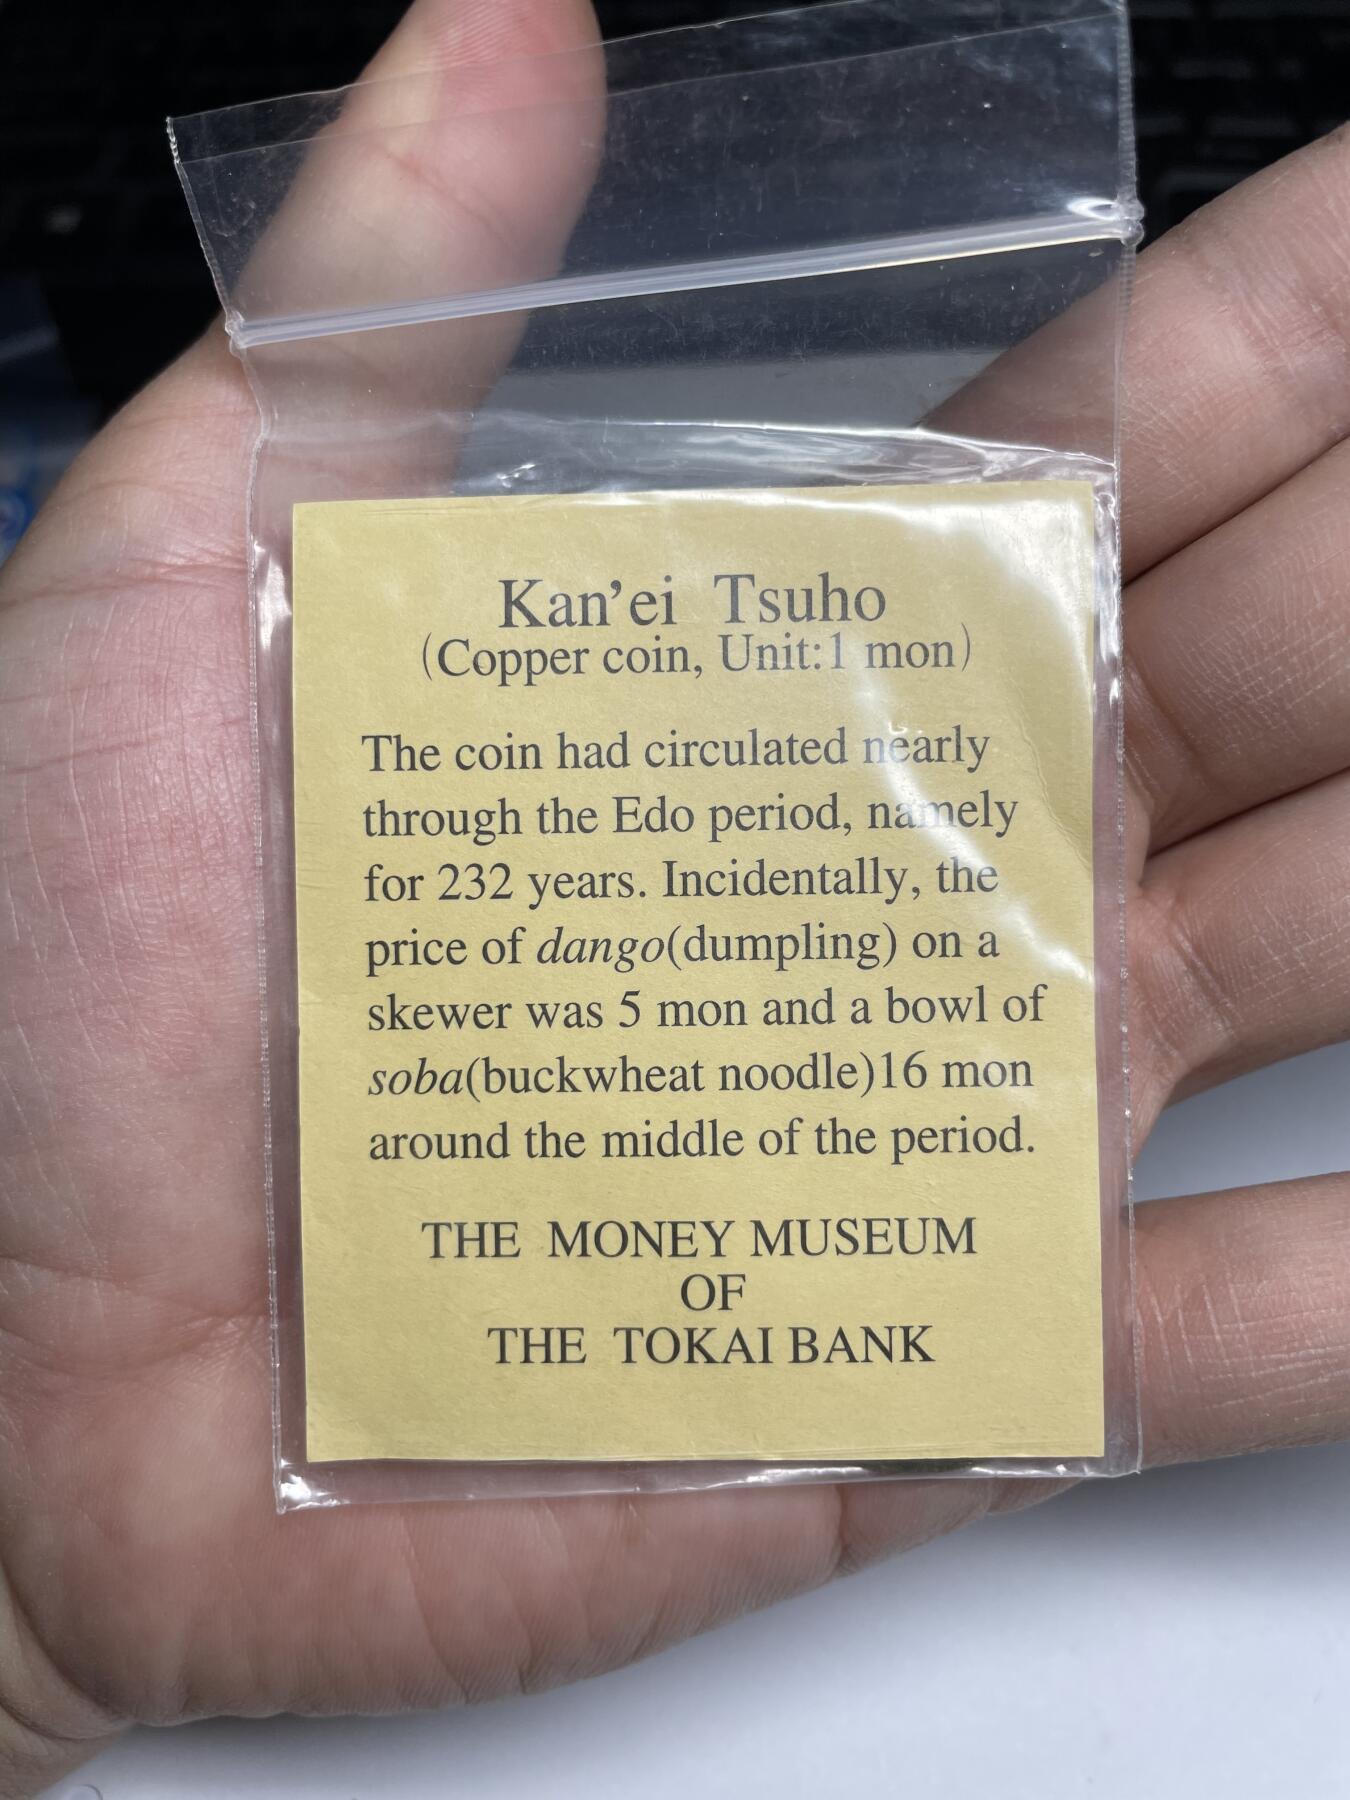 Kan'ei Tsuho
(Copper coin, Unit:1 mon)
The coin had circulated nearly
through the Edo period, namely
for 232 years. Incidentally, the
price of dango(dumpling) on a
skewer was 5 mon and a bowl of
soba(buckwheat noodle)16 mon
around the middle of the period.
THE MONEY MUSEUM
OF
THE TOKAI BANK